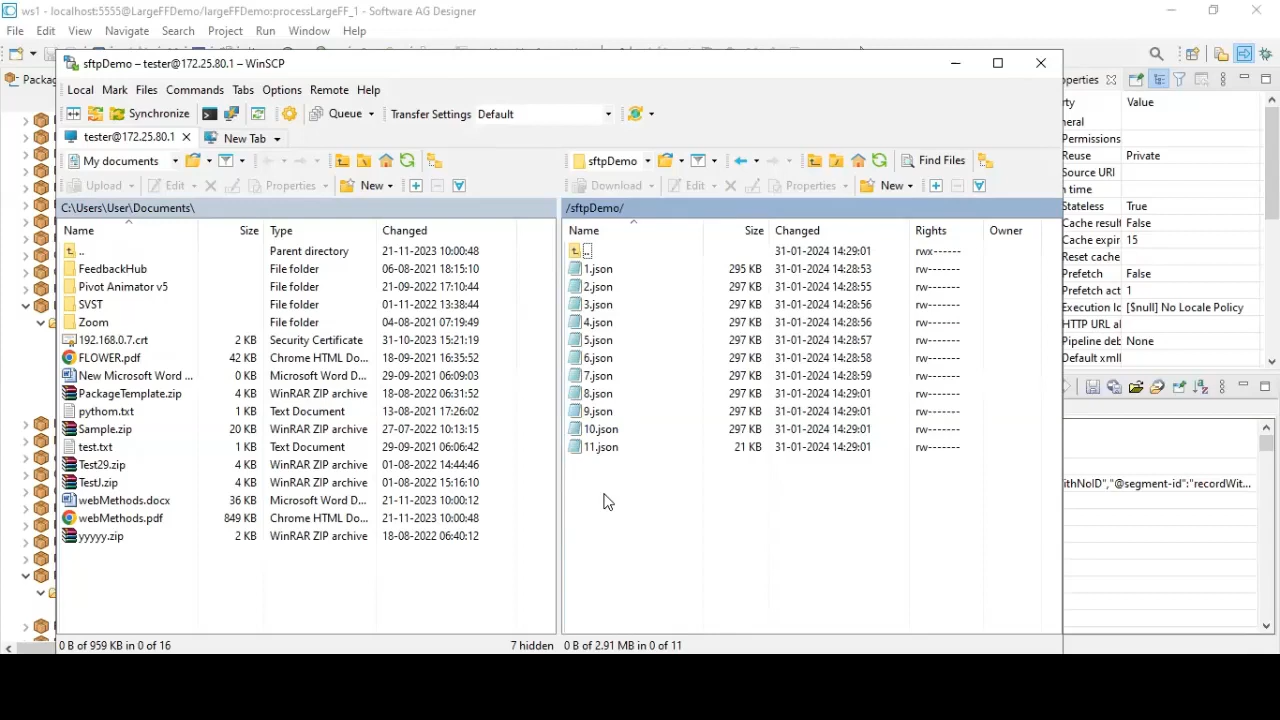 ws1 - localhost:5555@LargeFFDemo/largeFFDemo:processLargeFF_1 - Software AG Designer
File Edit View Navigate Search Project Run Window Help
Packag
sftpDemo – tester@172.25.80.1 – WinSCP
Local Mark Files Commands Tabs Options Remote Help
Synchronize Queue Transfer Settings Default
tester@172.25.80.1 New Tab
My documents
Upload Edit Properties New
C:\Users\User\Documents\
Name Size Type Changed
.. Parent directory 21-11-2023 10:00:48
FeedbackHub File folder 06-08-2021 18:15:10
Pivot Animator v5 File folder 21-09-2022 17:10:44
SVST File folder 01-11-2022 13:38:44
Zoom File folder 04-08-2021 07:19:49
192.168.0.7.crt 2 KB Security Certificate 31-10-2023 15:21:19
FLOWER.pdf 42 KB Chrome HTML Do... 18-09-2021 16:35:52
New Microsoft Word ... 0 KB Microsoft Word D... 29-09-2021 06:09:03
PackageTemplate.zip 4 KB WinRAR ZIP archive 18-08-2022 06:31:52
pythom.txt 1 KB Text Document 13-08-2021 17:26:02
Sample.zip 20 KB WinRAR ZIP archive 27-07-2022 10:13:15
test.txt 1 KB Text Document 29-09-2021 06:06:42
Test29.zip 4 KB WinRAR ZIP archive 01-08-2022 14:44:46
TestJ.zip 4 KB WinRAR ZIP archive 01-08-2022 15:16:10
webMethods.docx 36 KB Microsoft Word D... 21-11-2023 10:00:12
webMethods.pdf 849 KB Chrome HTML Do... 21-11-2023 10:00:48
yyyyy.zip 2 KB WinRAR ZIP archive 18-08-2022 06:40:12
0 B of 959 KB in 0 of 16 7 hidden
sftpDemo Find Files
Download Edit Properties New
/sftpDemo/
Name Size Changed Rights Owner
.. 31-01-2024 14:29:01 rwx------
1.json 295 KB 31-01-2024 14:28:53 rw-------
2.json 297 KB 31-01-2024 14:28:55 rw-------
3.json 297 KB 31-01-2024 14:28:56 rw-------
4.json 297 KB 31-01-2024 14:28:56 rw-------
5.json 297 KB 31-01-2024 14:28:57 rw-------
6.json 297 KB 31-01-2024 14:28:58 rw-------
7.json 297 KB 31-01-2024 14:28:59 rw-------
8.json 297 KB 31-01-2024 14:29:01 rw-------
9.json 297 KB 31-01-2024 14:29:01 rw-------
10.json 297 KB 31-01-2024 14:29:01 rw-------
11.json 21 KB 31-01-2024 14:29:01 rw-------
0 B of 2.91 MB in 0 of 11
operties
rty Value
neral
Permissions
Reuse Private
Source URI
n time
Stateless True
Cache result False
Cache expir 15
Reset cache
Prefetch False
Prefetch act 1
Execution lo [$null] No Locale Policy
HTTP URL al
Pipeline deb None
Default xmlI
ithNoID","@segment-id":"recordWit...